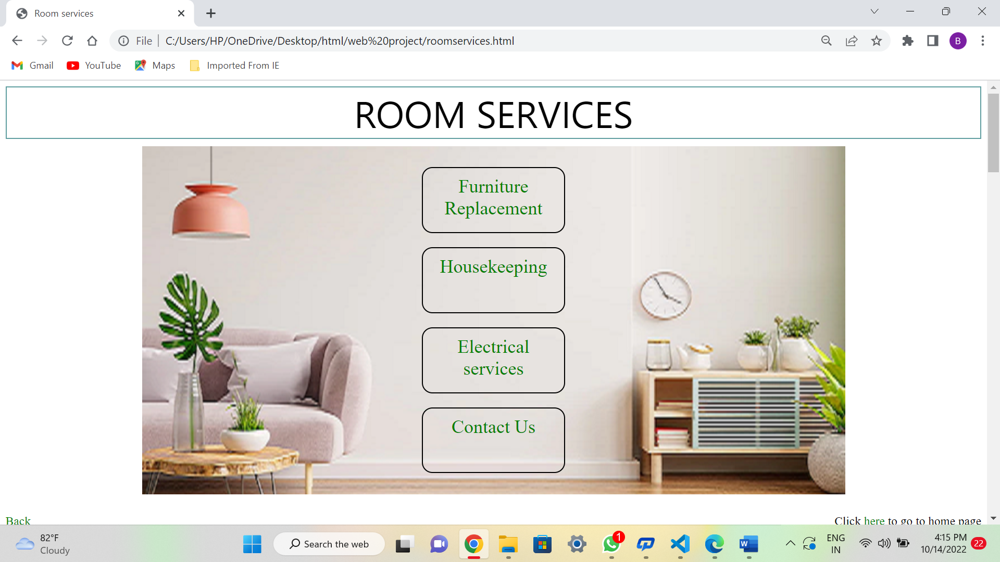 Room services
File
C:/Users/HP/OneDrive/Desktop/html/web%20project/roomservices.html
B
Gmail
YouTube
Maps
Imported From IE
ROOM SERVICES
Furniture
Replacement
Housekeeping
Electrical
services
Contact Us
Back
Click here to go to home page
82°F
Cloudy
Search the web
1
W
ENG
IN
4:15 PM
10/14/2022
22